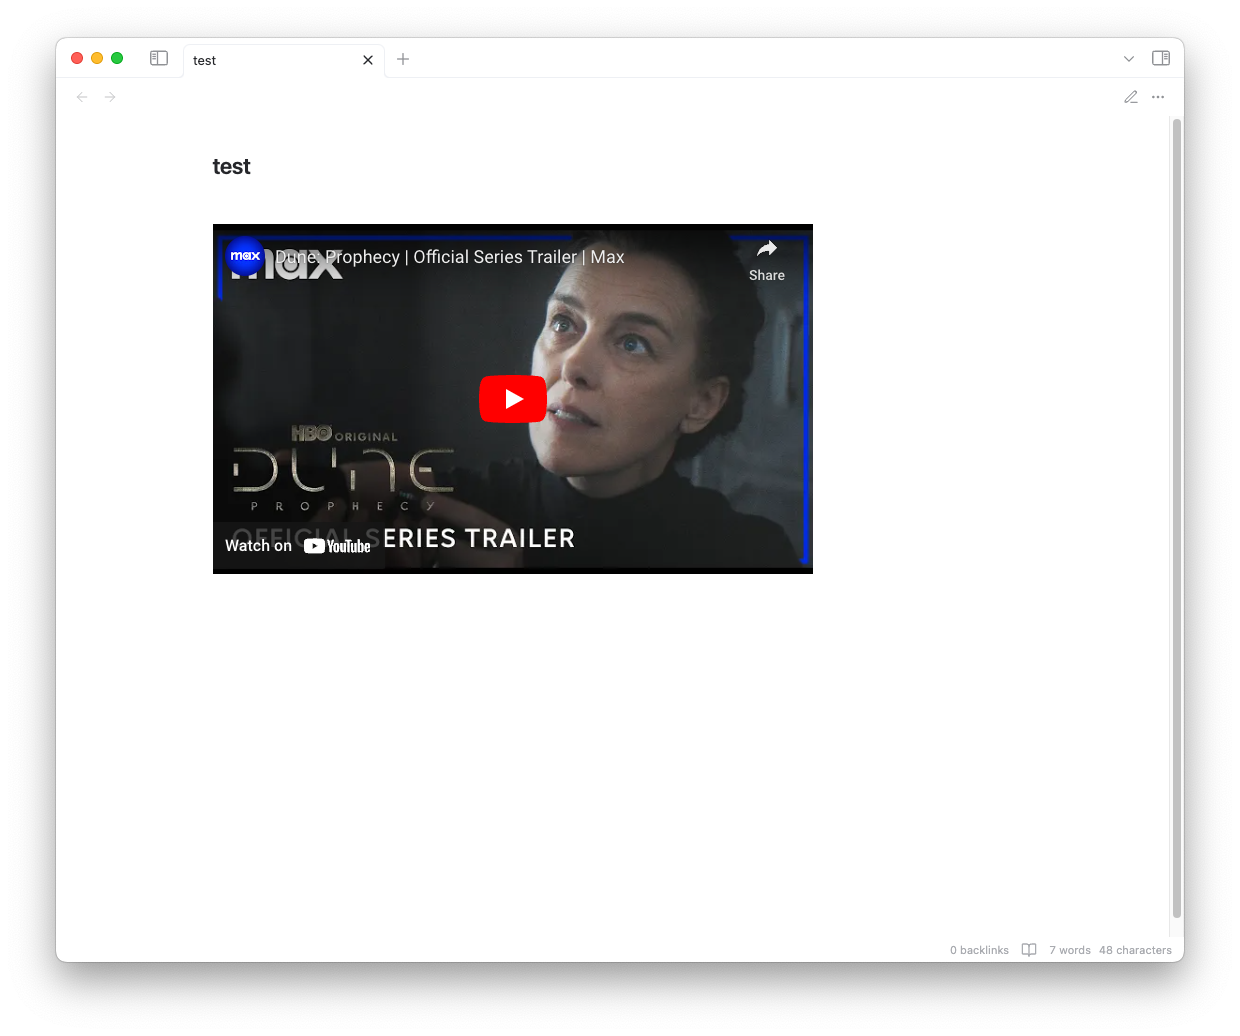 test
test
max
max
Dune: Prophecy | Official Series Trailer | Max
Share
HBO ORIGINAL
DUNE
PROPHECY
OFFICIAL SERIES TRAILER
Watch on YouTube
0 backlinks 7 words 48 characters